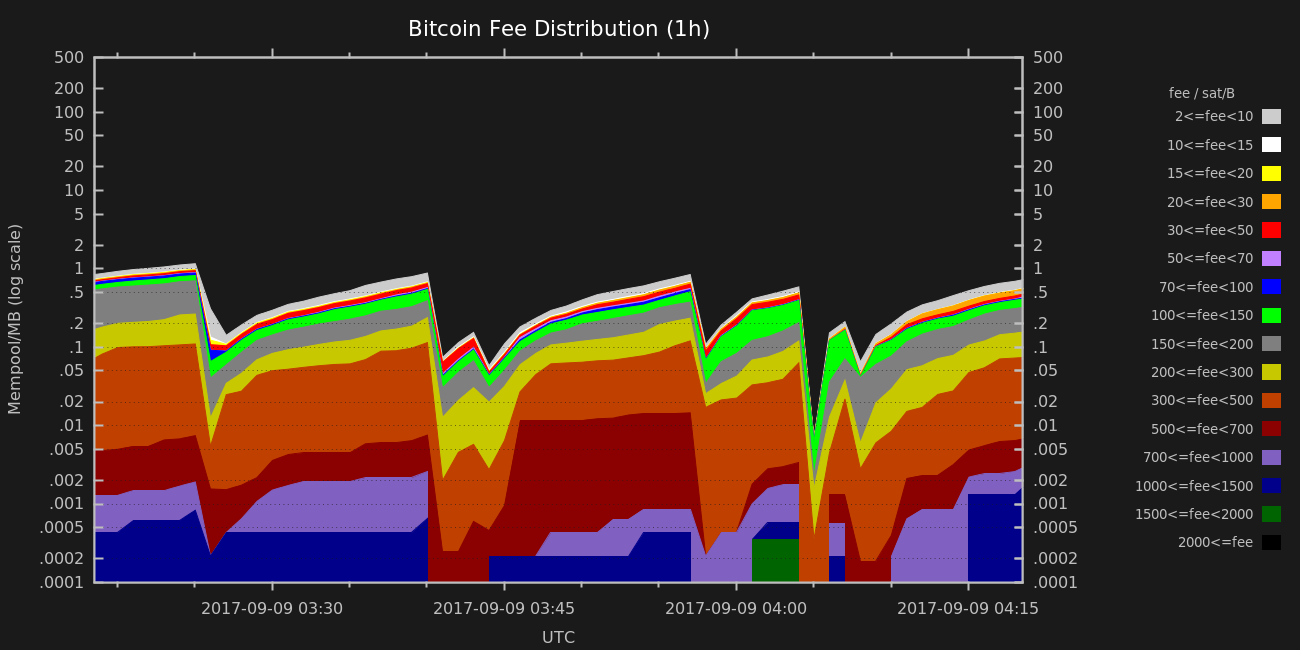 Bitcoin Fee Distribution (1h)
Mempool/MB (log scale)
500
200
100
50
20
10
5
2
1
.5
.2
.1
.05
.02
.01
.005
.002
.001
.0005
.0002
.0001
500
200
100
50
20
10
5
2
1
.5
.2
.1
.05
.02
.01
.005
.002
.001
.0005
.0002
.0001
2017-09-09 03:30
2017-09-09 03:45
2017-09-09 04:00
2017-09-09 04:15
UTC
fee / sat/B
2<=fee<10
10<=fee<15
15<=fee<20
20<=fee<30
30<=fee<50
50<=fee<70
70<=fee<100
100<=fee<150
150<=fee<200
200<=fee<300
300<=fee<500
500<=fee<700
700<=fee<1000
1000<=fee<1500
1500<=fee<2000
2000<=fee